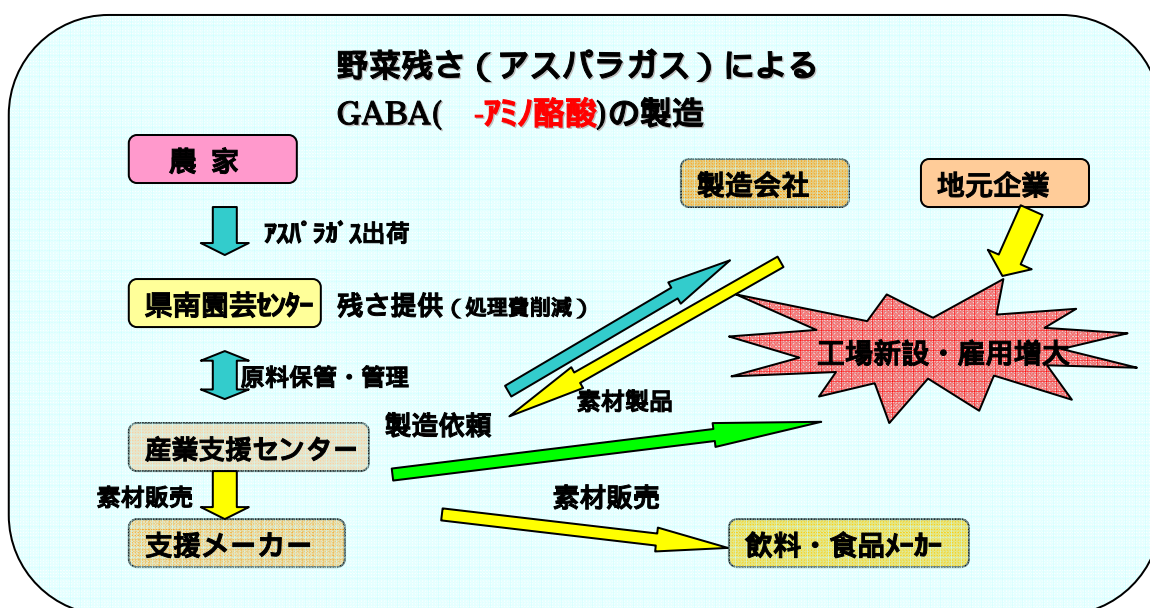 野菜残さ（アスパラガス）による
GABA(　-ｱﾐﾉ酪酸)の製造
農 家
製造会社
地元企業
ｱｽﾊﾟﾗｶﾞｽ出荷
県南園芸ｾﾝﾀｰ
残さ提供（処理費削減）
工場新設・雇用増大
原料保管・管理
素材製品
製造依頼
産業支援センター
素材販売
素材販売
支援メーカー
飲料・食品ﾒｰｶｰ